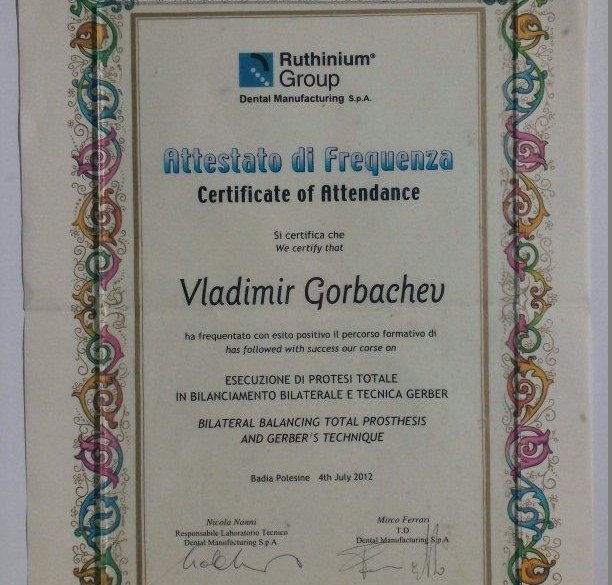 Ruthinium®
Group
Dental Manufacturing S.p.A.
Attestato di Frequenza
Certificate of Attendance
Si certifica che
We certify that
Vladimir Gorbachev
ha frequentato con esito positivo il percorso formativo di
has followed with success our corse on
ESECUZIONE DI PROTESI TOTALE
IN BILANCIAMENTO BILATERALE E TECNICA GERBER
BILATERAL BALANCING TOTAL PROSTHESIS
AND GERBER'S TECHNIQUE
Badia Polesine 4th July 2012
Nicola Nanni
Responsabile Laboratorio Tecnico
Dental Manufacturing S.p.A.
Mirco Ferrari
T.D.
Dental Manufacturing S.p.A.